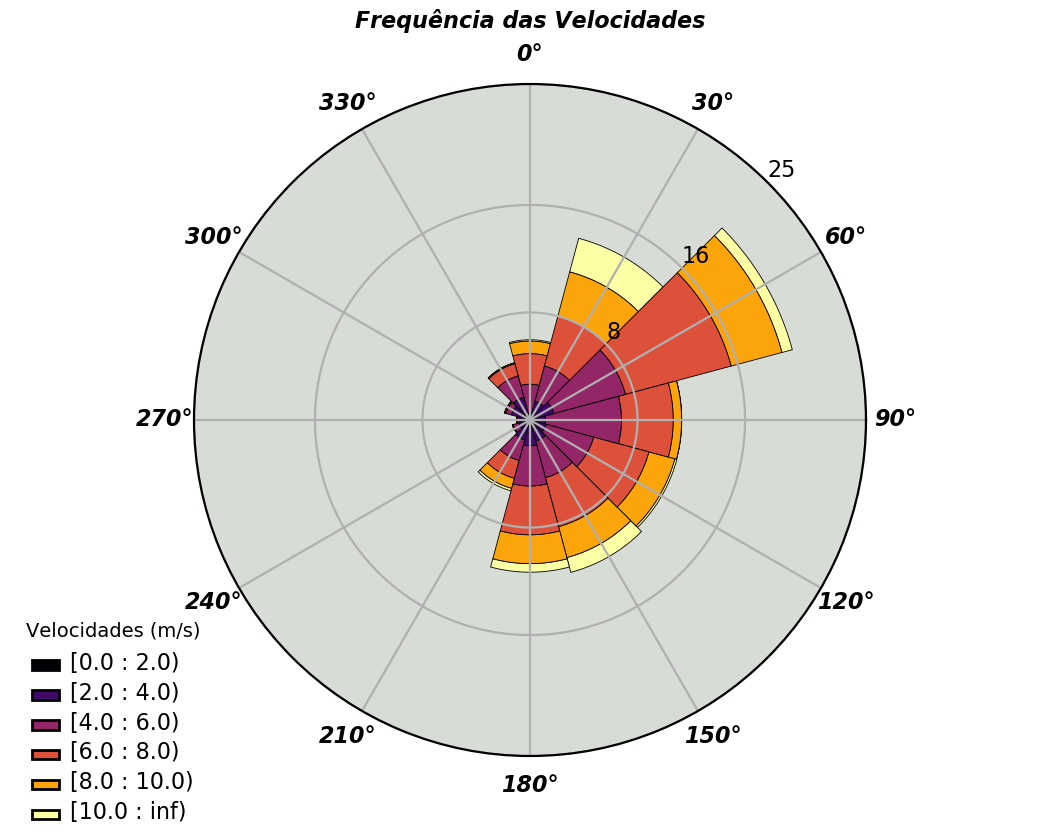 Frequência das Velocidades
0°
330°
30°
25
300°
60°
16
8
270°
90°
240°
120°
210°
150°
180°
Velocidades (m/s)
[0.0 : 2.0)
[2.0 : 4.0)
[4.0 : 6.0)
[6.0 : 8.0)
[8.0 : 10.0)
[10.0 : inf)